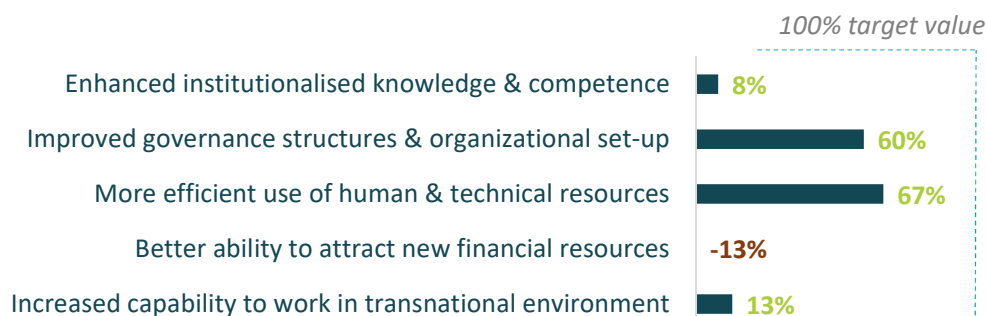 100% target value
Enhanced institutionalised knowledge & competence 8%
Improved governance structures & organizational set-up 60%
More efficient use of human & technical resources 67%
Better ability to attract new financial resources -13%
Increased capability to work in transnational environment 13%